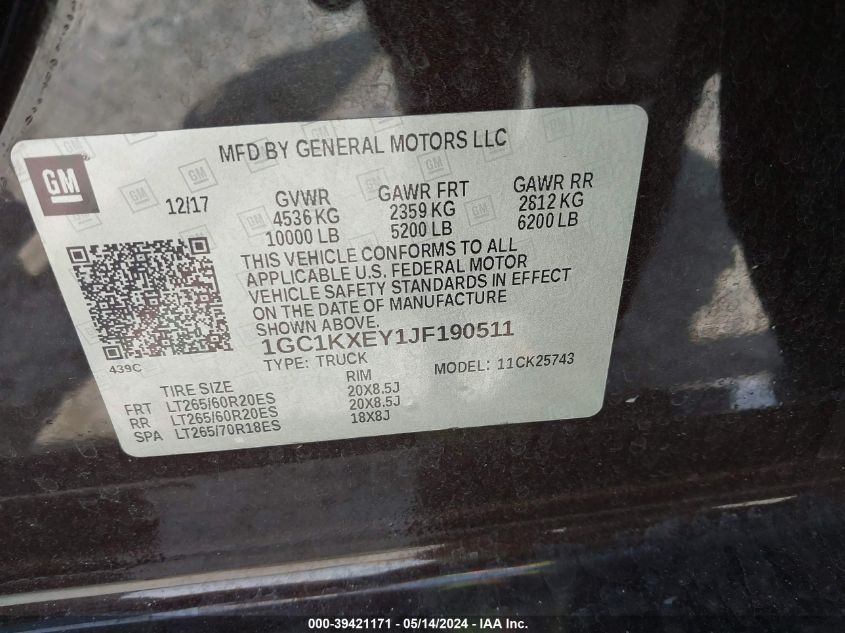 MFD BY GENERAL MOTORS LLC
GM
12/17
GVWR GAWR FRT GAWR RR
4536 KG 2359 KG 2812 KG
10000 LB 5200 LB 6200 LB
THIS VEHICLE CONFORMS TO ALL
APPLICABLE U.S. FEDERAL MOTOR
VEHICLE SAFETY STANDARDS IN EFFECT
ON THE DATE OF MANUFACTURE
SHOWN ABOVE.
1GC1KXEY1JF190511
439C
TYPE: TRUCK MODEL: 11CK25743
TIRE SIZE RIM
FRT LT265/60R20ES 20X8.5J
RR LT265/60R20ES 20X8.5J
SPA LT265/70R18ES 18X8J
000-39421171 - 05/14/2024 - IAA Inc.